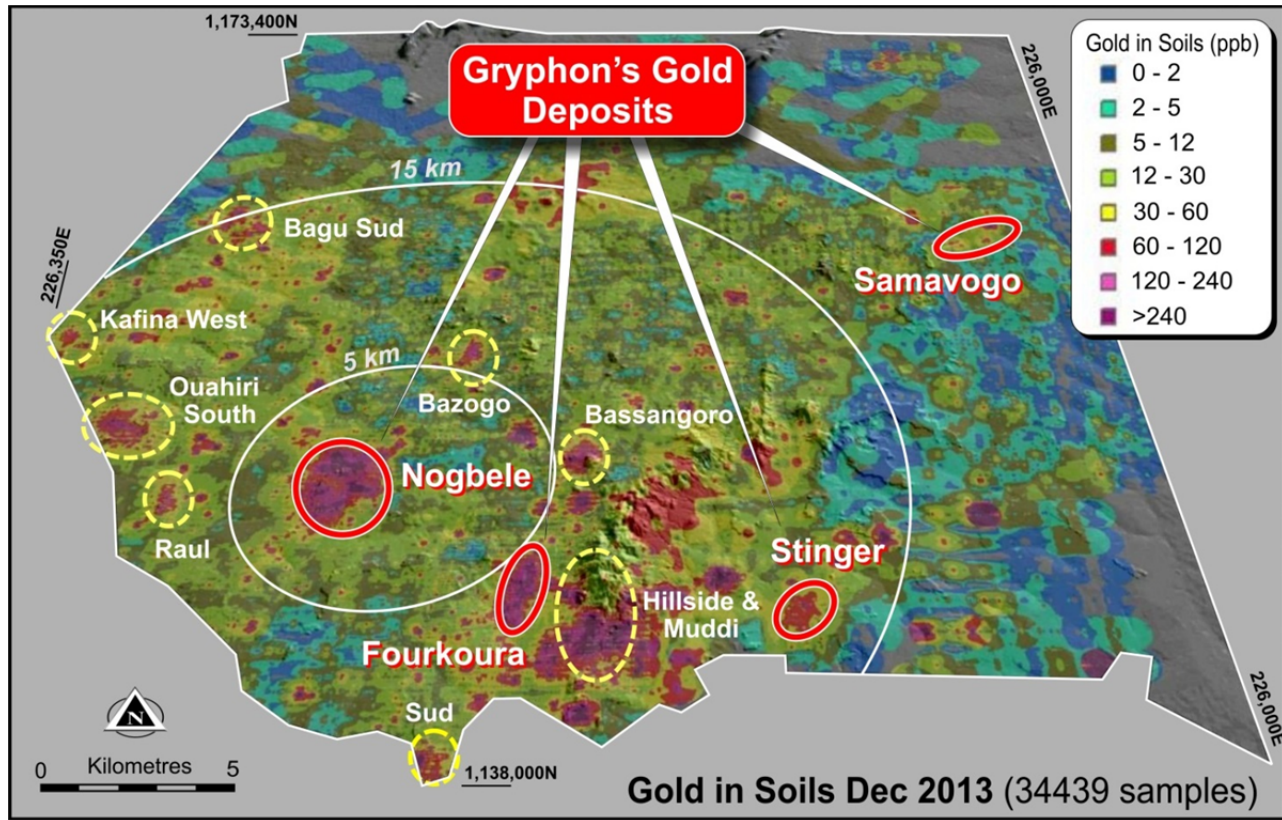 1,173,400N
Gryphon's Gold
Deposits
Gold in Soils (ppb)
0 - 2
2 - 5
5 - 12
12 - 30
30 - 60
60 - 120
120 - 240
>240
226,000E
15 km
Bagu Sud
226,350E
Samavogo
Kafina West
5 km
Ouahiri
South
Bazogo
Bassangoro
Nogbele
Raul
Stinger
Hillside &
Muddi
Fourkoura
Sud
226,000E
N
0 Kilometres 5
1,138,000N
Gold in Soils Dec 2013 (34439 samples)